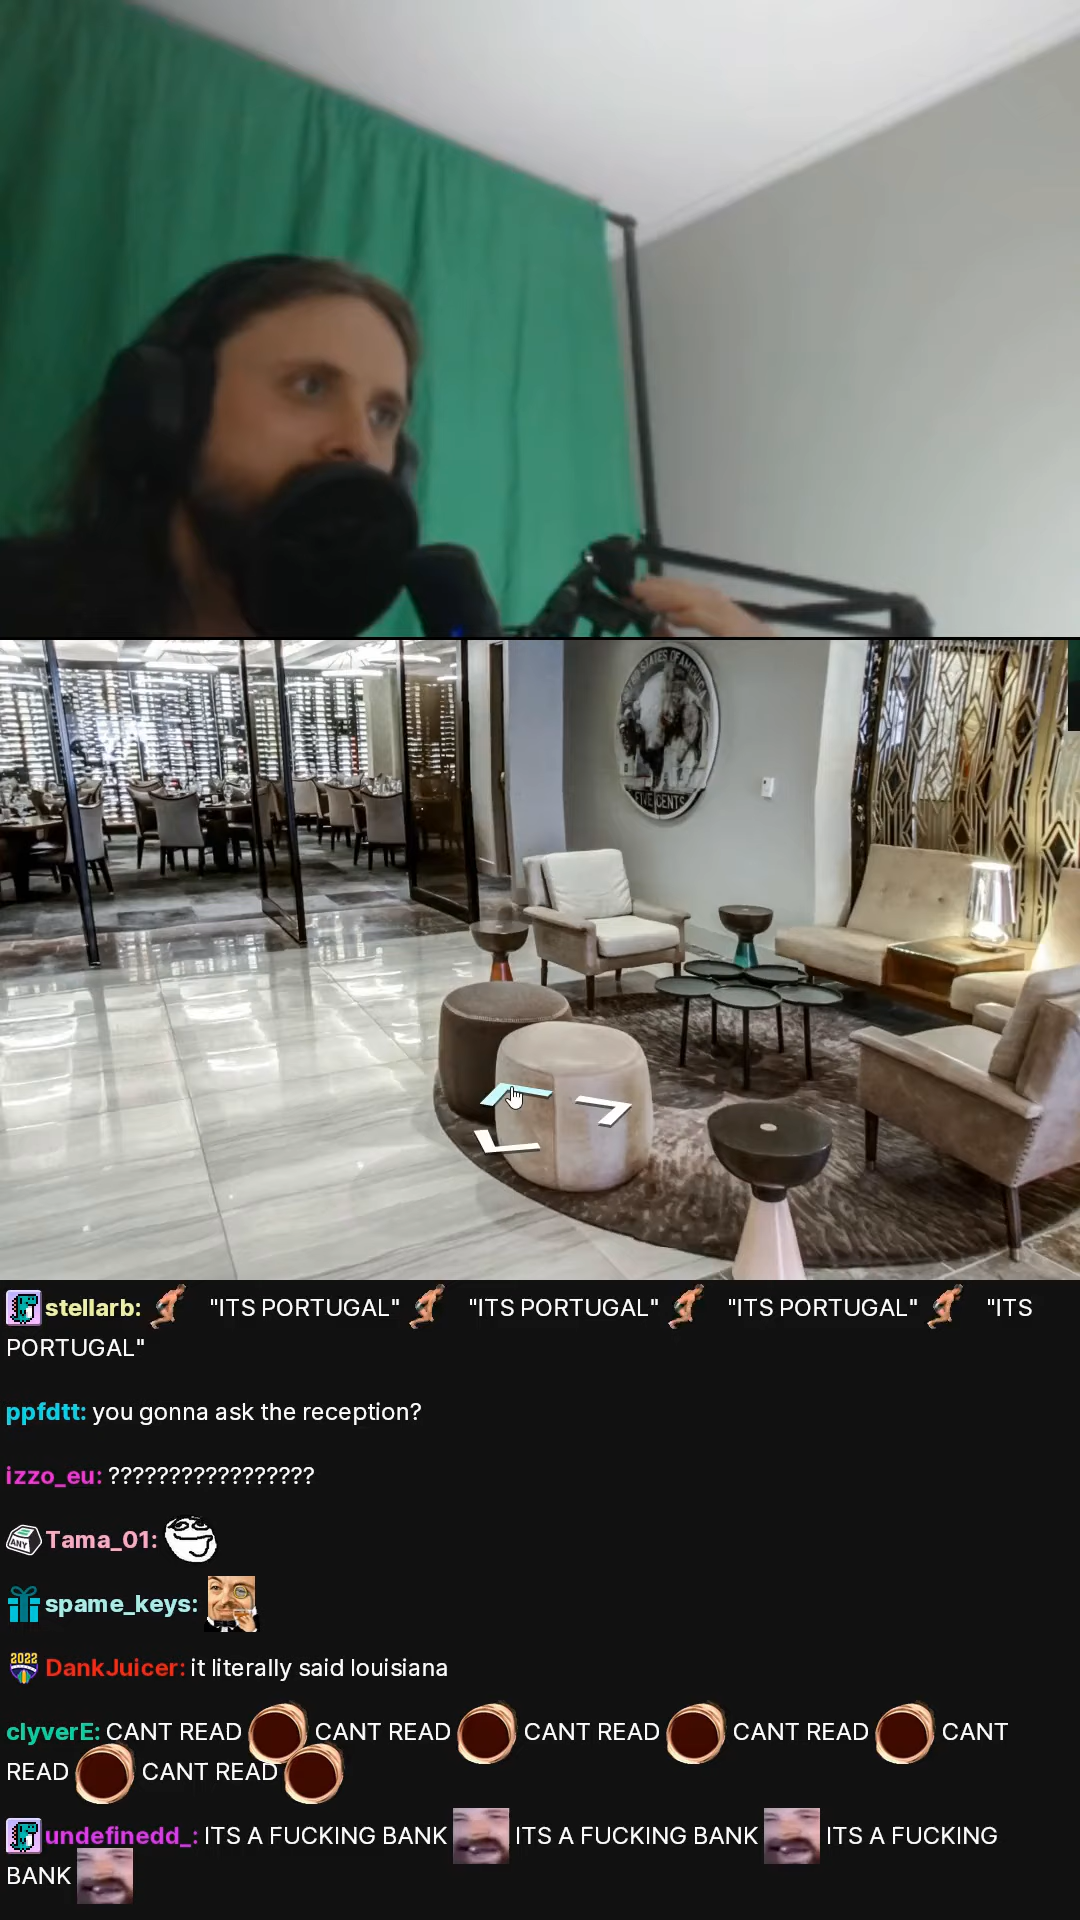 STATES OF AMERICA
FIVE CENTS
stellarb: "ITS PORTUGAL" "ITS PORTUGAL" "ITS PORTUGAL" "ITS
PORTUGAL"
ppfdtt: you gonna ask the reception?
izzo_eu: ?????????????????
ANY Tama_01:
spame_keys:
2022 DankJuicer: it literally said louisiana
clyverE: CANT READ CANT READ CANT READ CANT READ CANT
READ CANT READ
undefinedd_: ITS A FUCKING BANK ITS A FUCKING BANK ITS A FUCKING
BANK